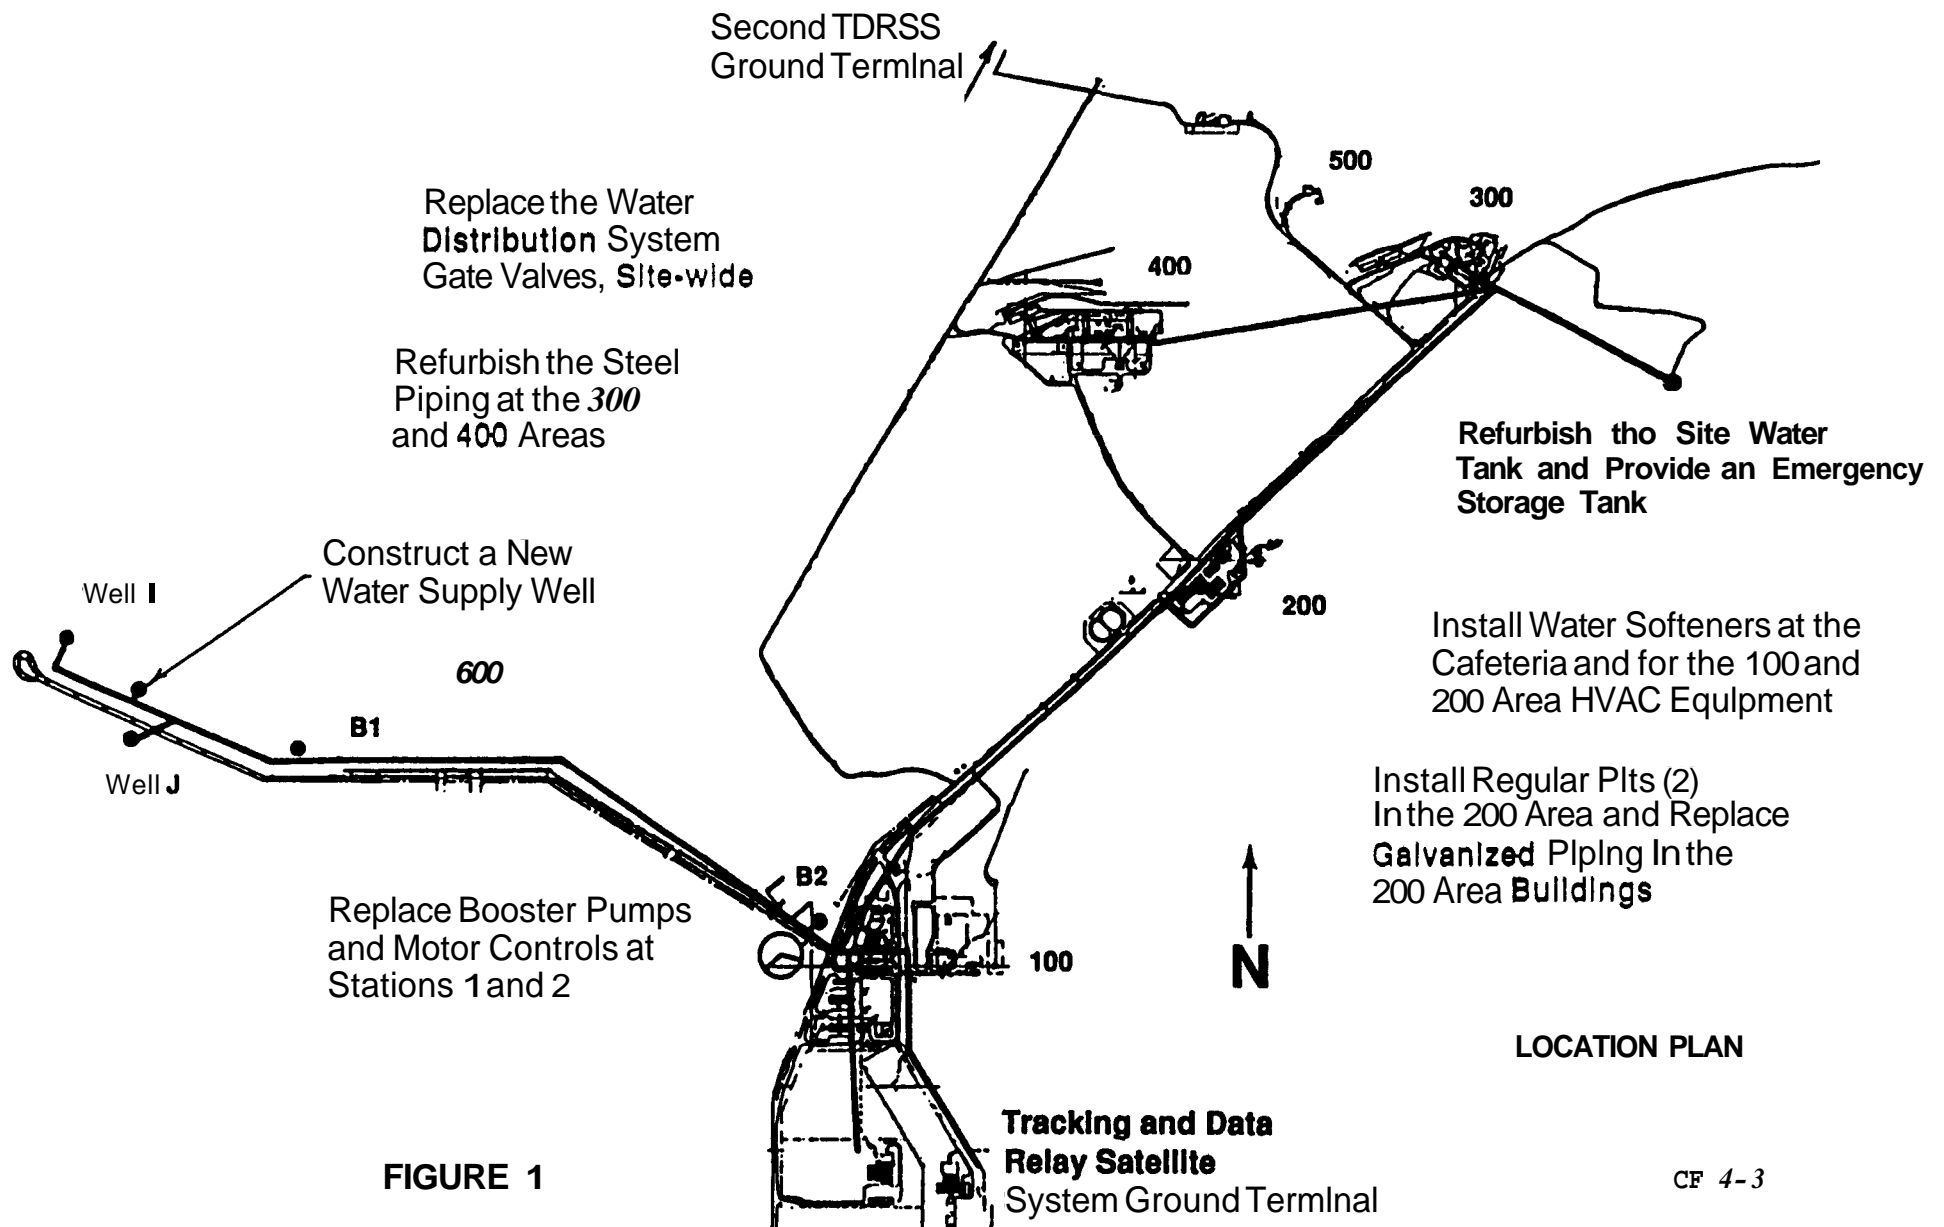 Second TDRSS
Ground Termlnal
500
300
Replace the Water
Distribution System
Gate Valves, Site-wide
400
Refurbish the Steel
Piping at the 300
and 400 Areas
Refurbish tho Site Water
Tank and Provide an Emergency
Storage Tank
Construct a New
Water Supply Well
Well I
200
600
Install Water Softeners at the
Cafeteria and for the 100 and
200 Area HVAC Equlpment
B1
Well J
Install Regular Plts (2)
In the 200 Area and Replace
Galvanized Plplng In the
200 Area Buildings
B2
Replace Booster Pumps
and Motor Controls at
Stations 1 and 2
100
N
LOCATION PLAN
Tracking and Data
Relay Satellite
System Ground Termlnal
FIGURE 1
CF 4-3